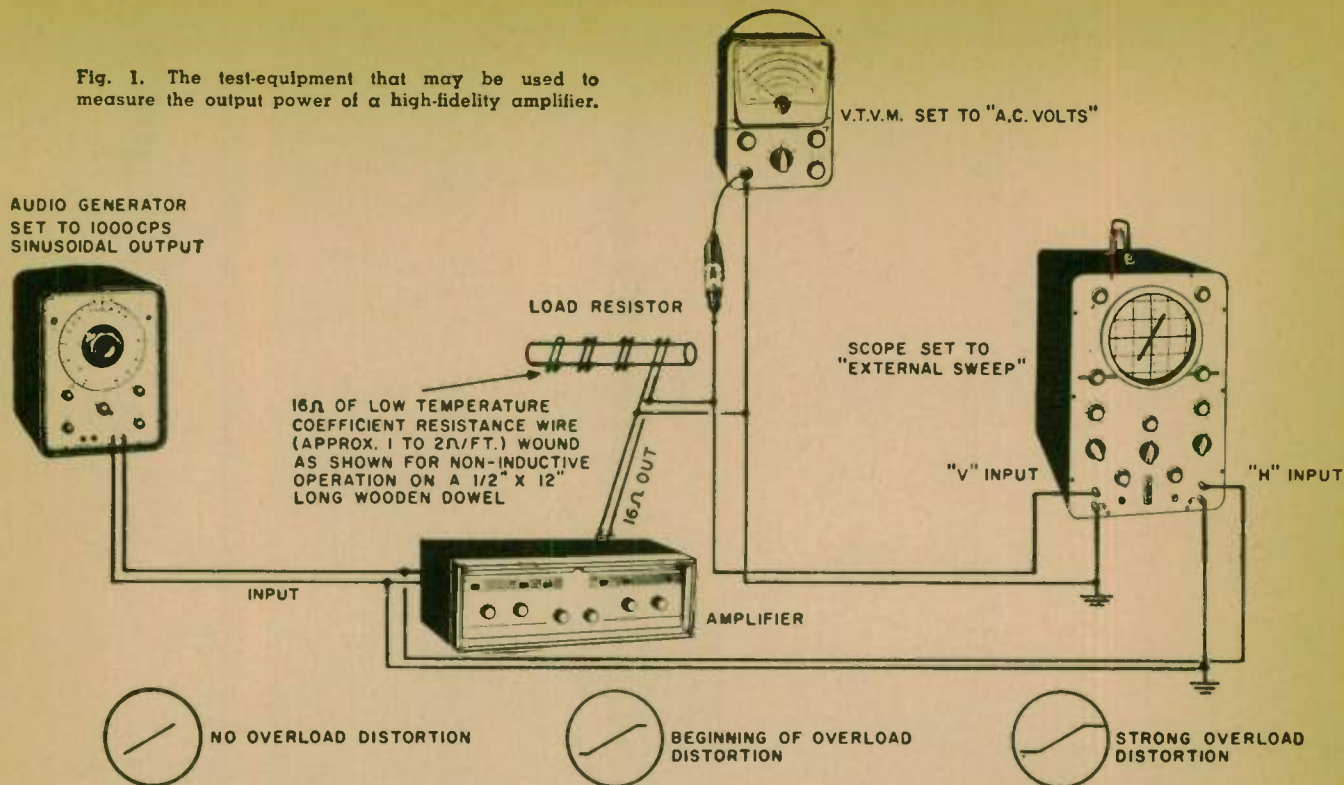 Fig. 1. The test-equipment that may be used to
measure the output power of a high-fidelity amplifier.
V.T.V.M. SET TO "A.C. VOLTS"
AUDIO GENERATOR
SET TO 1000CPS
SINUSOIDAL OUTPUT
LOAD RESISTOR
SCOPE SET TO
"EXTERNAL SWEEP"
16Ω OF LOW TEMPERATURE
COEFFICIENT RESISTANCE WIRE
(APPROX. 1 TO 2Ω/FT.) WOUND
AS SHOWN FOR NON-INDUCTIVE
OPERATION ON A 1/2" X 12"
LONG WOODEN DOWEL
16Ω OUT
"V" INPUT
"H" INPUT
INPUT
AMPLIFIER
NO OVERLOAD DISTORTION
BEGINNING OF OVERLOAD
DISTORTION
STRONG OVERLOAD
DISTORTION